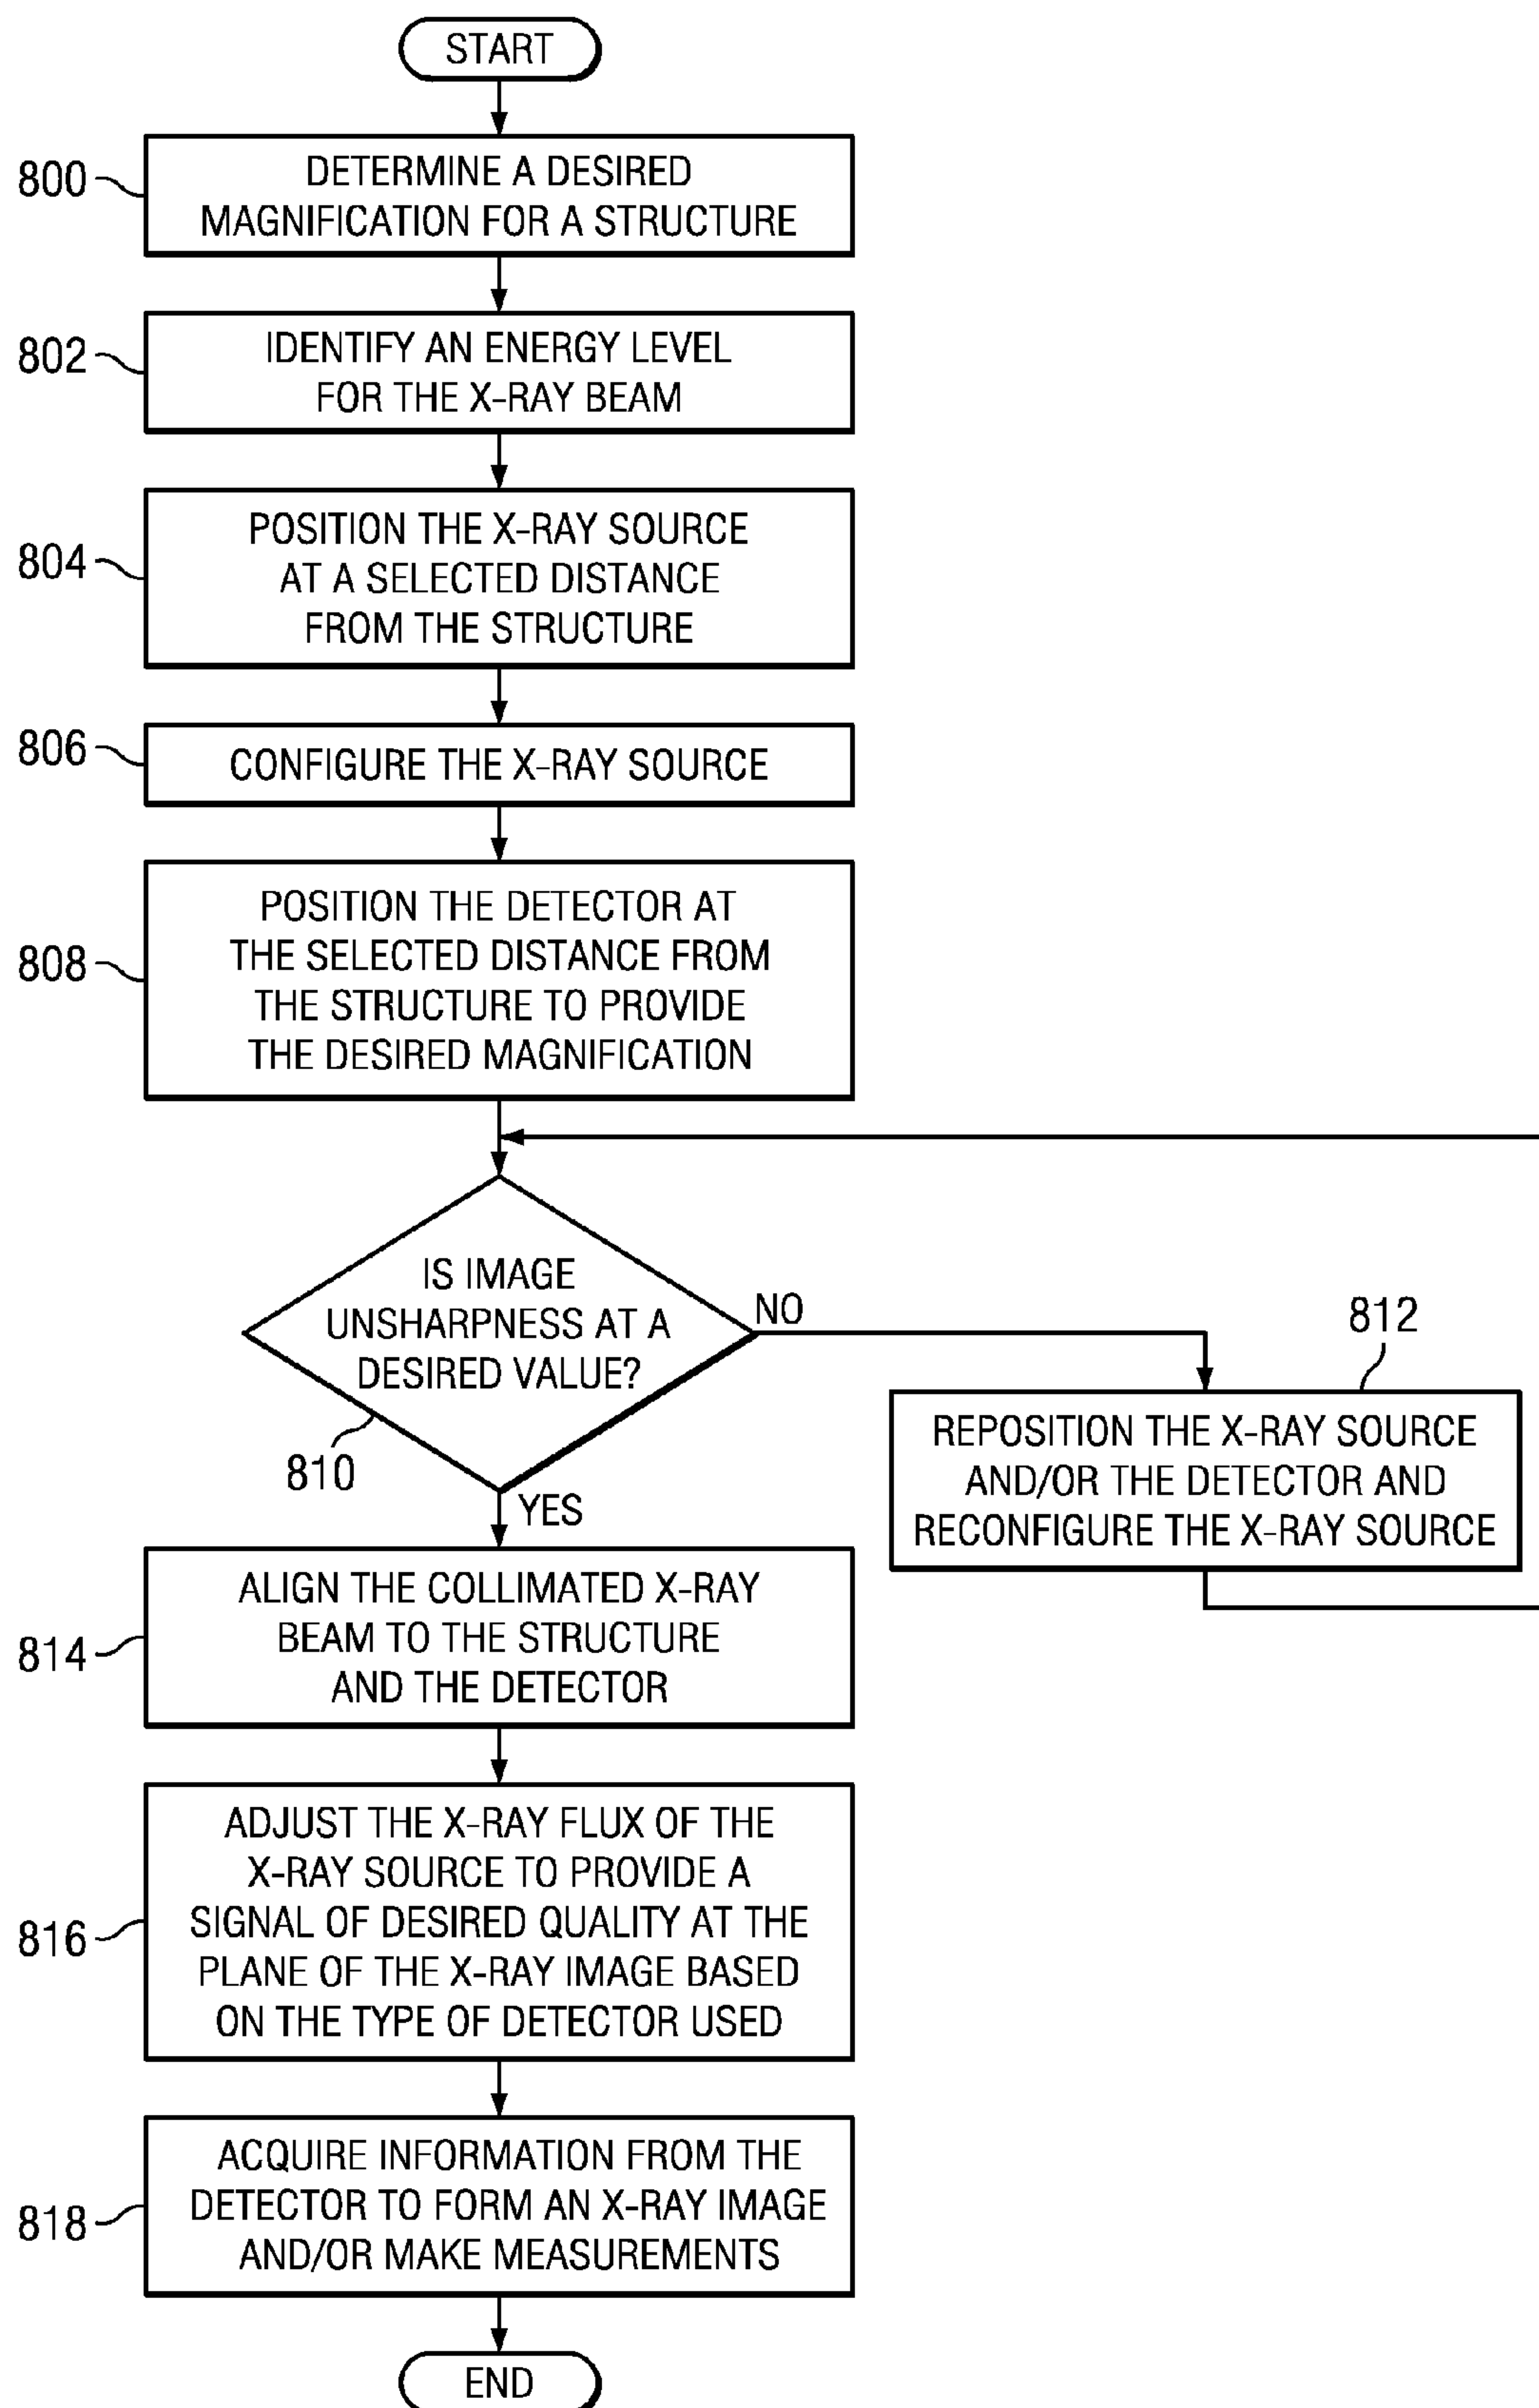 START
800
DETERMINE A DESIRED
MAGNIFICATION FOR A STRUCTURE
802
IDENTIFY AN ENERGY LEVEL
FOR THE X-RAY BEAM
804
POSITION THE X-RAY SOURCE
AT A SELECTED DISTANCE
FROM THE STRUCTURE
806
CONFIGURE THE X-RAY SOURCE
808
POSITION THE DETECTOR AT
THE SELECTED DISTANCE FROM
THE STRUCTURE TO PROVIDE
THE DESIRED MAGNIFICATION
IS IMAGE
UNSHARPNESS AT A
DESIRED VALUE?
810
NO
812
REPOSITION THE X-RAY SOURCE
AND/OR THE DETECTOR AND
RECONFIGURE THE X-RAY SOURCE
YES
814
ALIGN THE COLLIMATED X-RAY
BEAM TO THE STRUCTURE
AND THE DETECTOR
816
ADJUST THE X-RAY FLUX OF THE
X-RAY SOURCE TO PROVIDE A
SIGNAL OF DESIRED QUALITY AT THE
PLANE OF THE X-RAY IMAGE BASED
ON THE TYPE OF DETECTOR USED
818
ACQUIRE INFORMATION FROM THE
DETECTOR TO FORM AN X-RAY IMAGE
AND/OR MAKE MEASUREMENTS
END